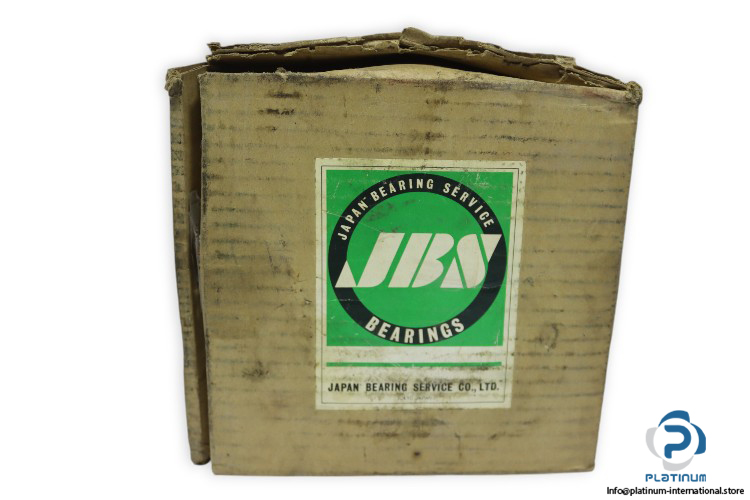 JAPAN BEARING SERVICE
JBS
BEARINGS
JAPAN BEARING SERVICE CO., LTD.
PLATINUM
Info@platinum-international.store